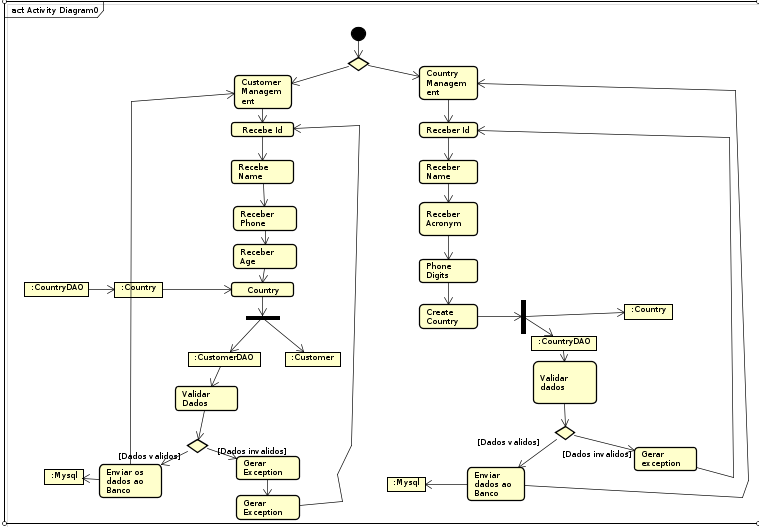 act Activity Diagram0
Customer
Managem
ent
Recebe Id
Recebe
Name
Receber
Phone
Receber
Age
:CountryDAO
:Country
Country
:CustomerDAO
:Customer
Validar
Dados
[Dados validos]
[Dados invalidos]
:Mysql
Enviar os
dados ao
Banco
Gerar
Exception
Gerar
Exception
Country
Managem
ent
Receber Id
Receber
Name
Receber
Acronym
Phone
Digits
Create
Country
:Country
:CountryDAO
Validar
dados
[Dados validos]
[Dados invalidos]
Gerar
exception
:Mysql
Enviar
dados ao
Banco